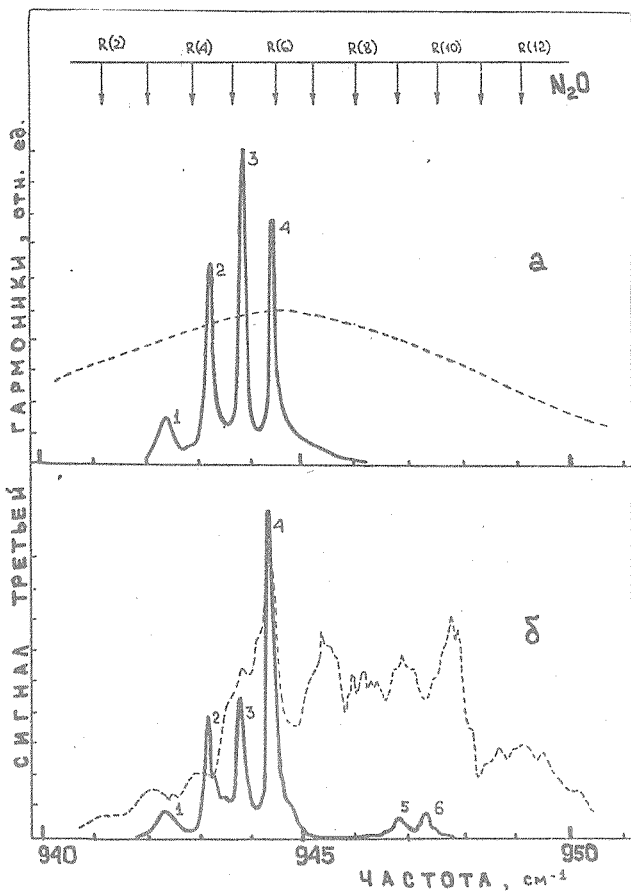 R(2) R(4) R(6) R(8) R(10) R(12)
N₂O
3
4
а
2
1
СИГНАЛ ТРЕТЬЕЙ ГАРМОНИКИ, отн. ед.
4
б
2
3
1
5 6
940 945 950
ЧАСТОТА, см⁻¹